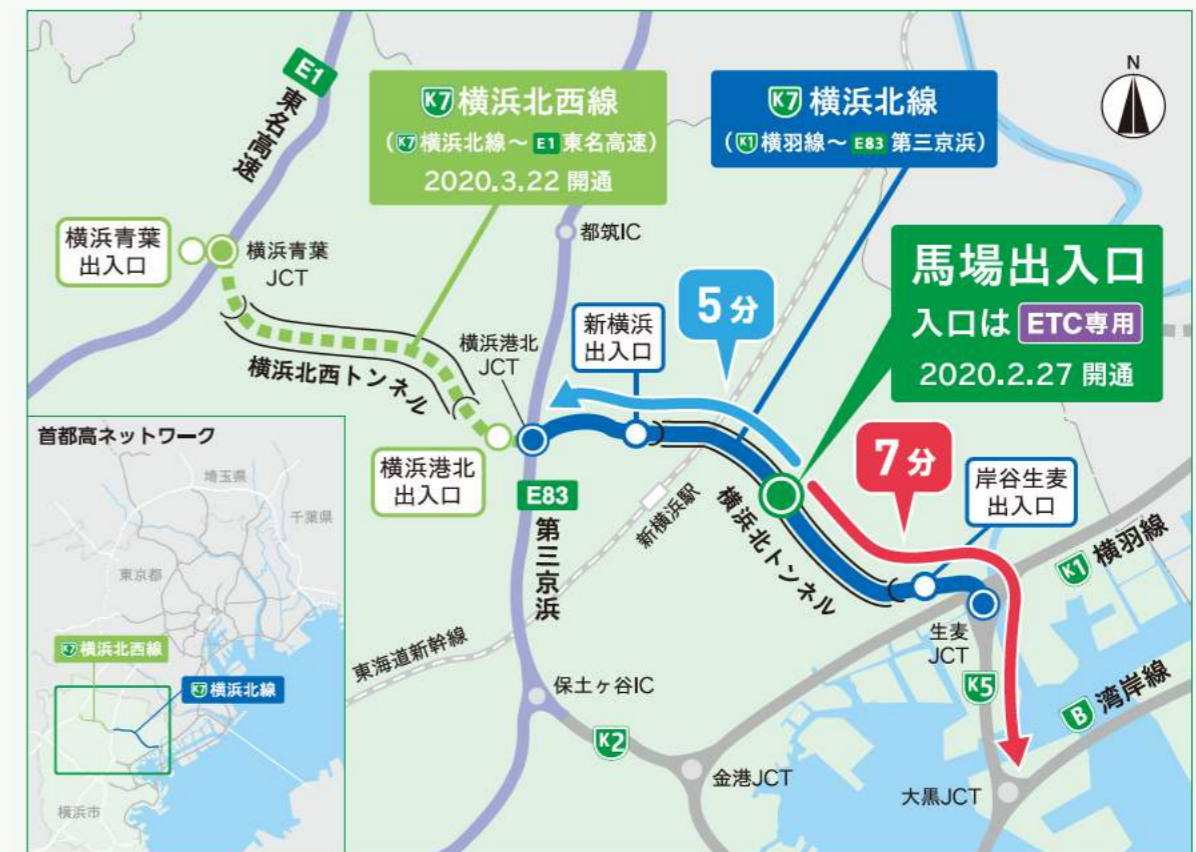 E1
東名高速
K7 横浜北西線
（K7 横浜北線～E1 東名高速）
2020.3.22 開通
K7 横浜北線
（K1 横羽線～E83 第三京浜）
N
都筑IC
横浜青葉
出入口
横浜青葉
JCT
馬場出入口
入口は ETC専用
2020.2.27 開通
5分
新横浜
出入口
横浜港北
JCT
横浜北西トンネル
横浜港北
出入口
E83
第三京浜
新横浜駅
横浜北トンネル
7分
岸谷生麦
出入口
K1 横羽線
生麦
JCT
K5
B 湾岸線
東海道新幹線
保土ヶ谷IC
K2
金港JCT
大黒JCT
首都高ネットワーク
埼玉県
千葉県
東京都
K7 横浜北西線
K7 横浜北線
横浜市